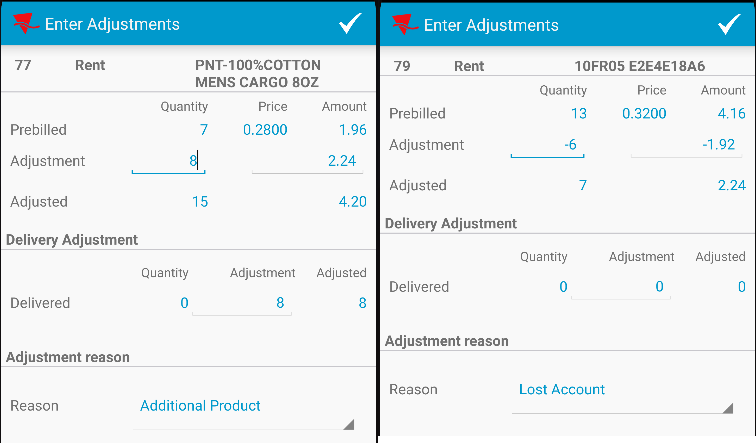 Enter Adjustments
77 Rent PNT-100%COTTON
MENS CARGO 8OZ
Quantity Price Amount
Prebilled 7 0.2800 1.96
Adjustment 8 2.24
Adjusted 15 4.20
Delivery Adjustment
Quantity Adjustment Adjusted
Delivered 0 8 8
Adjustment reason
Reason Additional Product
Enter Adjustments
79 Rent 10FR05 E2E4E18A6
Quantity Price Amount
Prebilled 13 0.3200 4.16
Adjustment -6 -1.92
Adjusted 7 2.24
Delivery Adjustment
Quantity Adjustment Adjusted
Delivered 0 0 0
Adjustment reason
Reason Lost Account